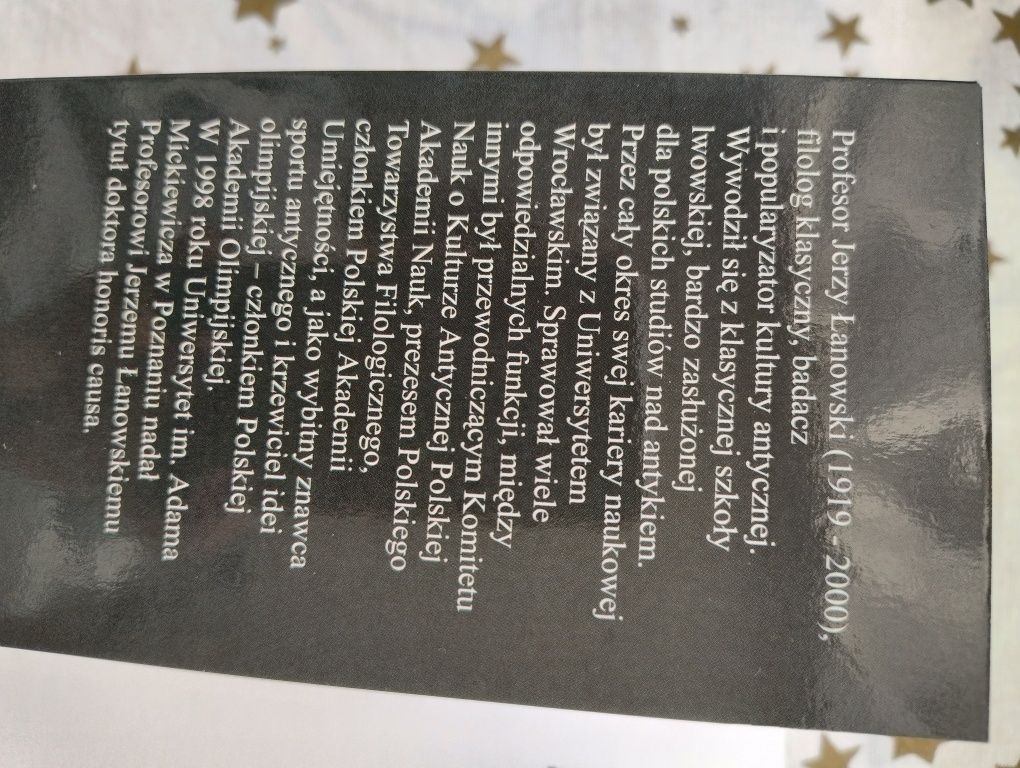 Profesor Jerzy Łanowski (1919 - 2000),
filolog klasyczny, badacz
i popularyzator kultury antycznej.
Wywodził się z klasycznej szkoły
lwowskiej, bardzo zasłużonej
dla polskich studiów nad antykiem.
Przez cały okres swej kariery naukowej
był związany z Uniwersytetem
Wrocławskim. Sprawował wiele
odpowiedzialnych funkcji, między
innymi był przewodniczącym Komitetu
Nauk o Kulturze Antycznej Polskiej
Akademii Nauk, prezesem Polskiego
Towarzystwa Filologicznego,
członkiem Polskiej Akademii
Umiejętności, a jako wybitny znawca
sportu antycznego i krzewiciel idei
olimpijskiej – członkiem Polskiej
Akademii Olimpijskiej.
W 1998 roku Uniwersytet im. Adama
Mickiewicza w Poznaniu nadał
Profesorowi Jerzemu Łanowskiemu
tytuł doktora honoris causa.